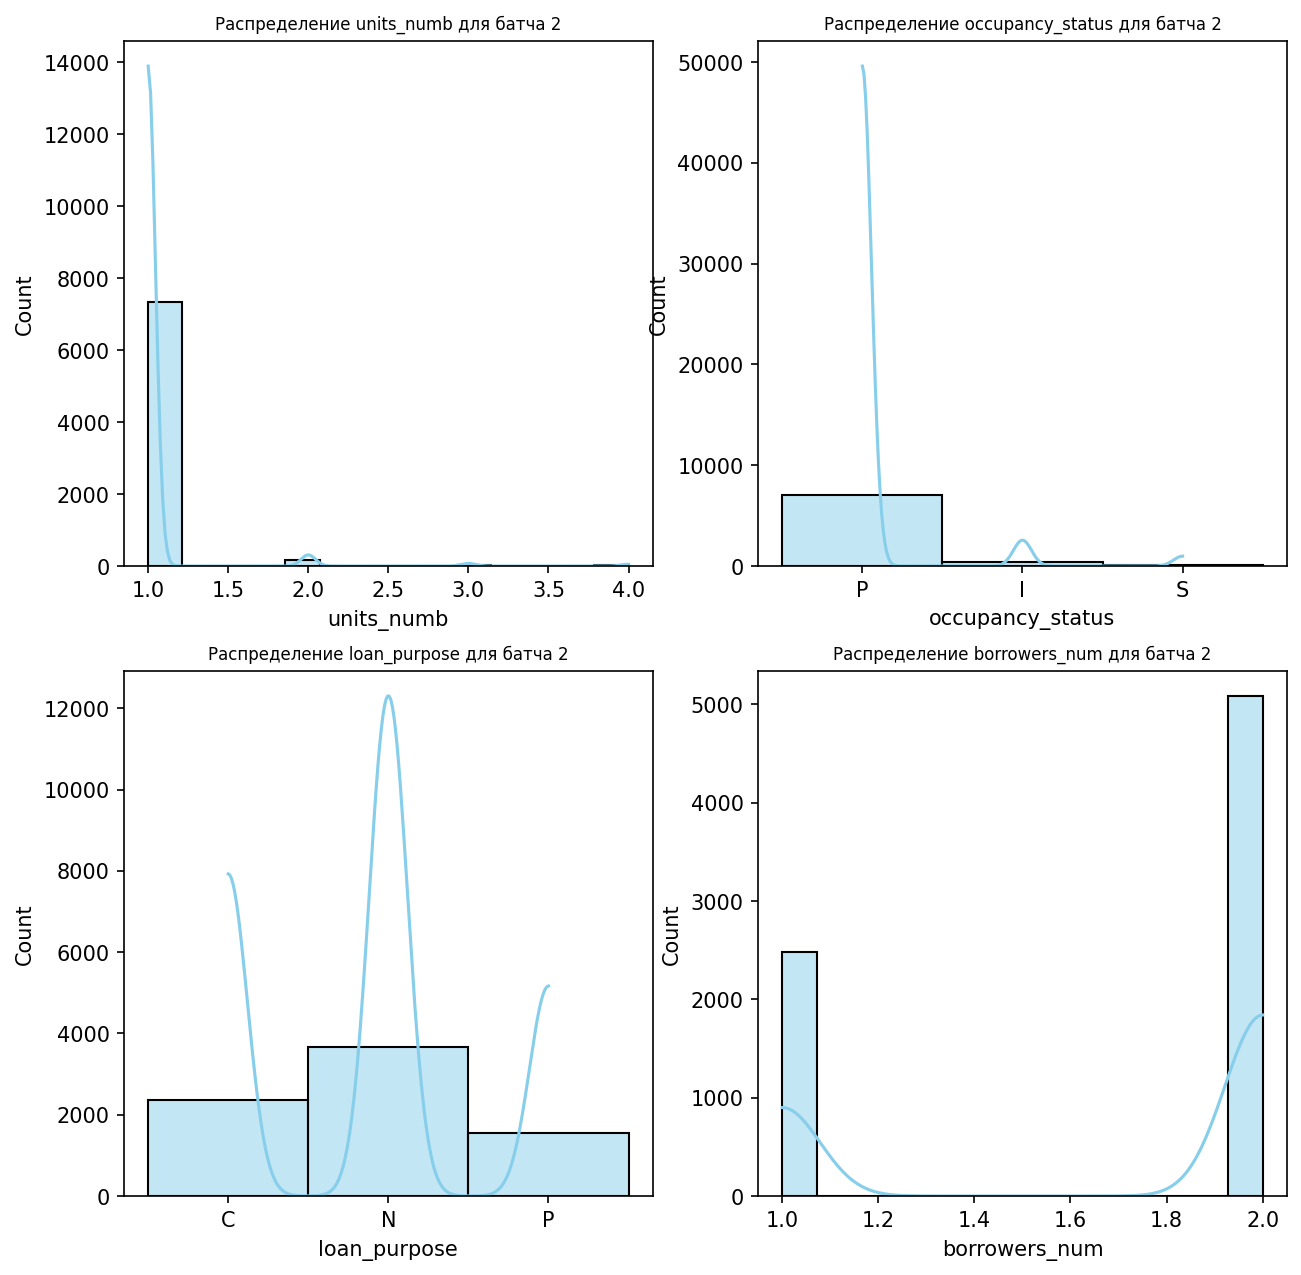 Распределение units_numb для батча 2
14000
12000
10000
8000
6000
4000
2000
0
Count
1.0 1.5 2.0 2.5 3.0 3.5 4.0
units_numb
Распределение occupancy_status для батча 2
50000
40000
30000
20000
10000
0
Count
P I S
occupancy_status
Распределение loan_purpose для батча 2
12000
10000
8000
6000
4000
2000
0
Count
C N P
loan_purpose
Распределение borrowers_num для батча 2
5000
4000
3000
2000
1000
0
Count
1.0 1.2 1.4 1.6 1.8 2.0
borrowers_num